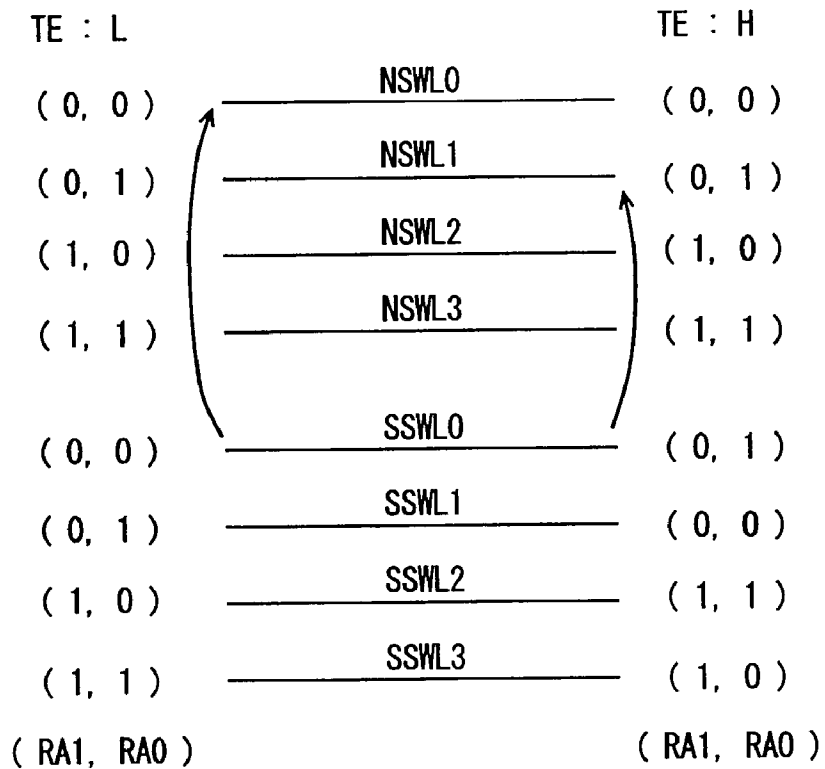 TE : L TE : H
( 0, 0 ) NSWL0 ( 0, 0 )
( 0, 1 ) NSWL1 ( 0, 1 )
( 1, 0 ) NSWL2 ( 1, 0 )
( 1, 1 ) NSWL3 ( 1, 1 )
( 0, 0 ) SSWL0 ( 0, 1 )
( 0, 1 ) SSWL1 ( 0, 0 )
( 1, 0 ) SSWL2 ( 1, 1 )
( 1, 1 ) SSWL3 ( 1, 0 )
( RA1, RA0 ) ( RA1, RA0 )